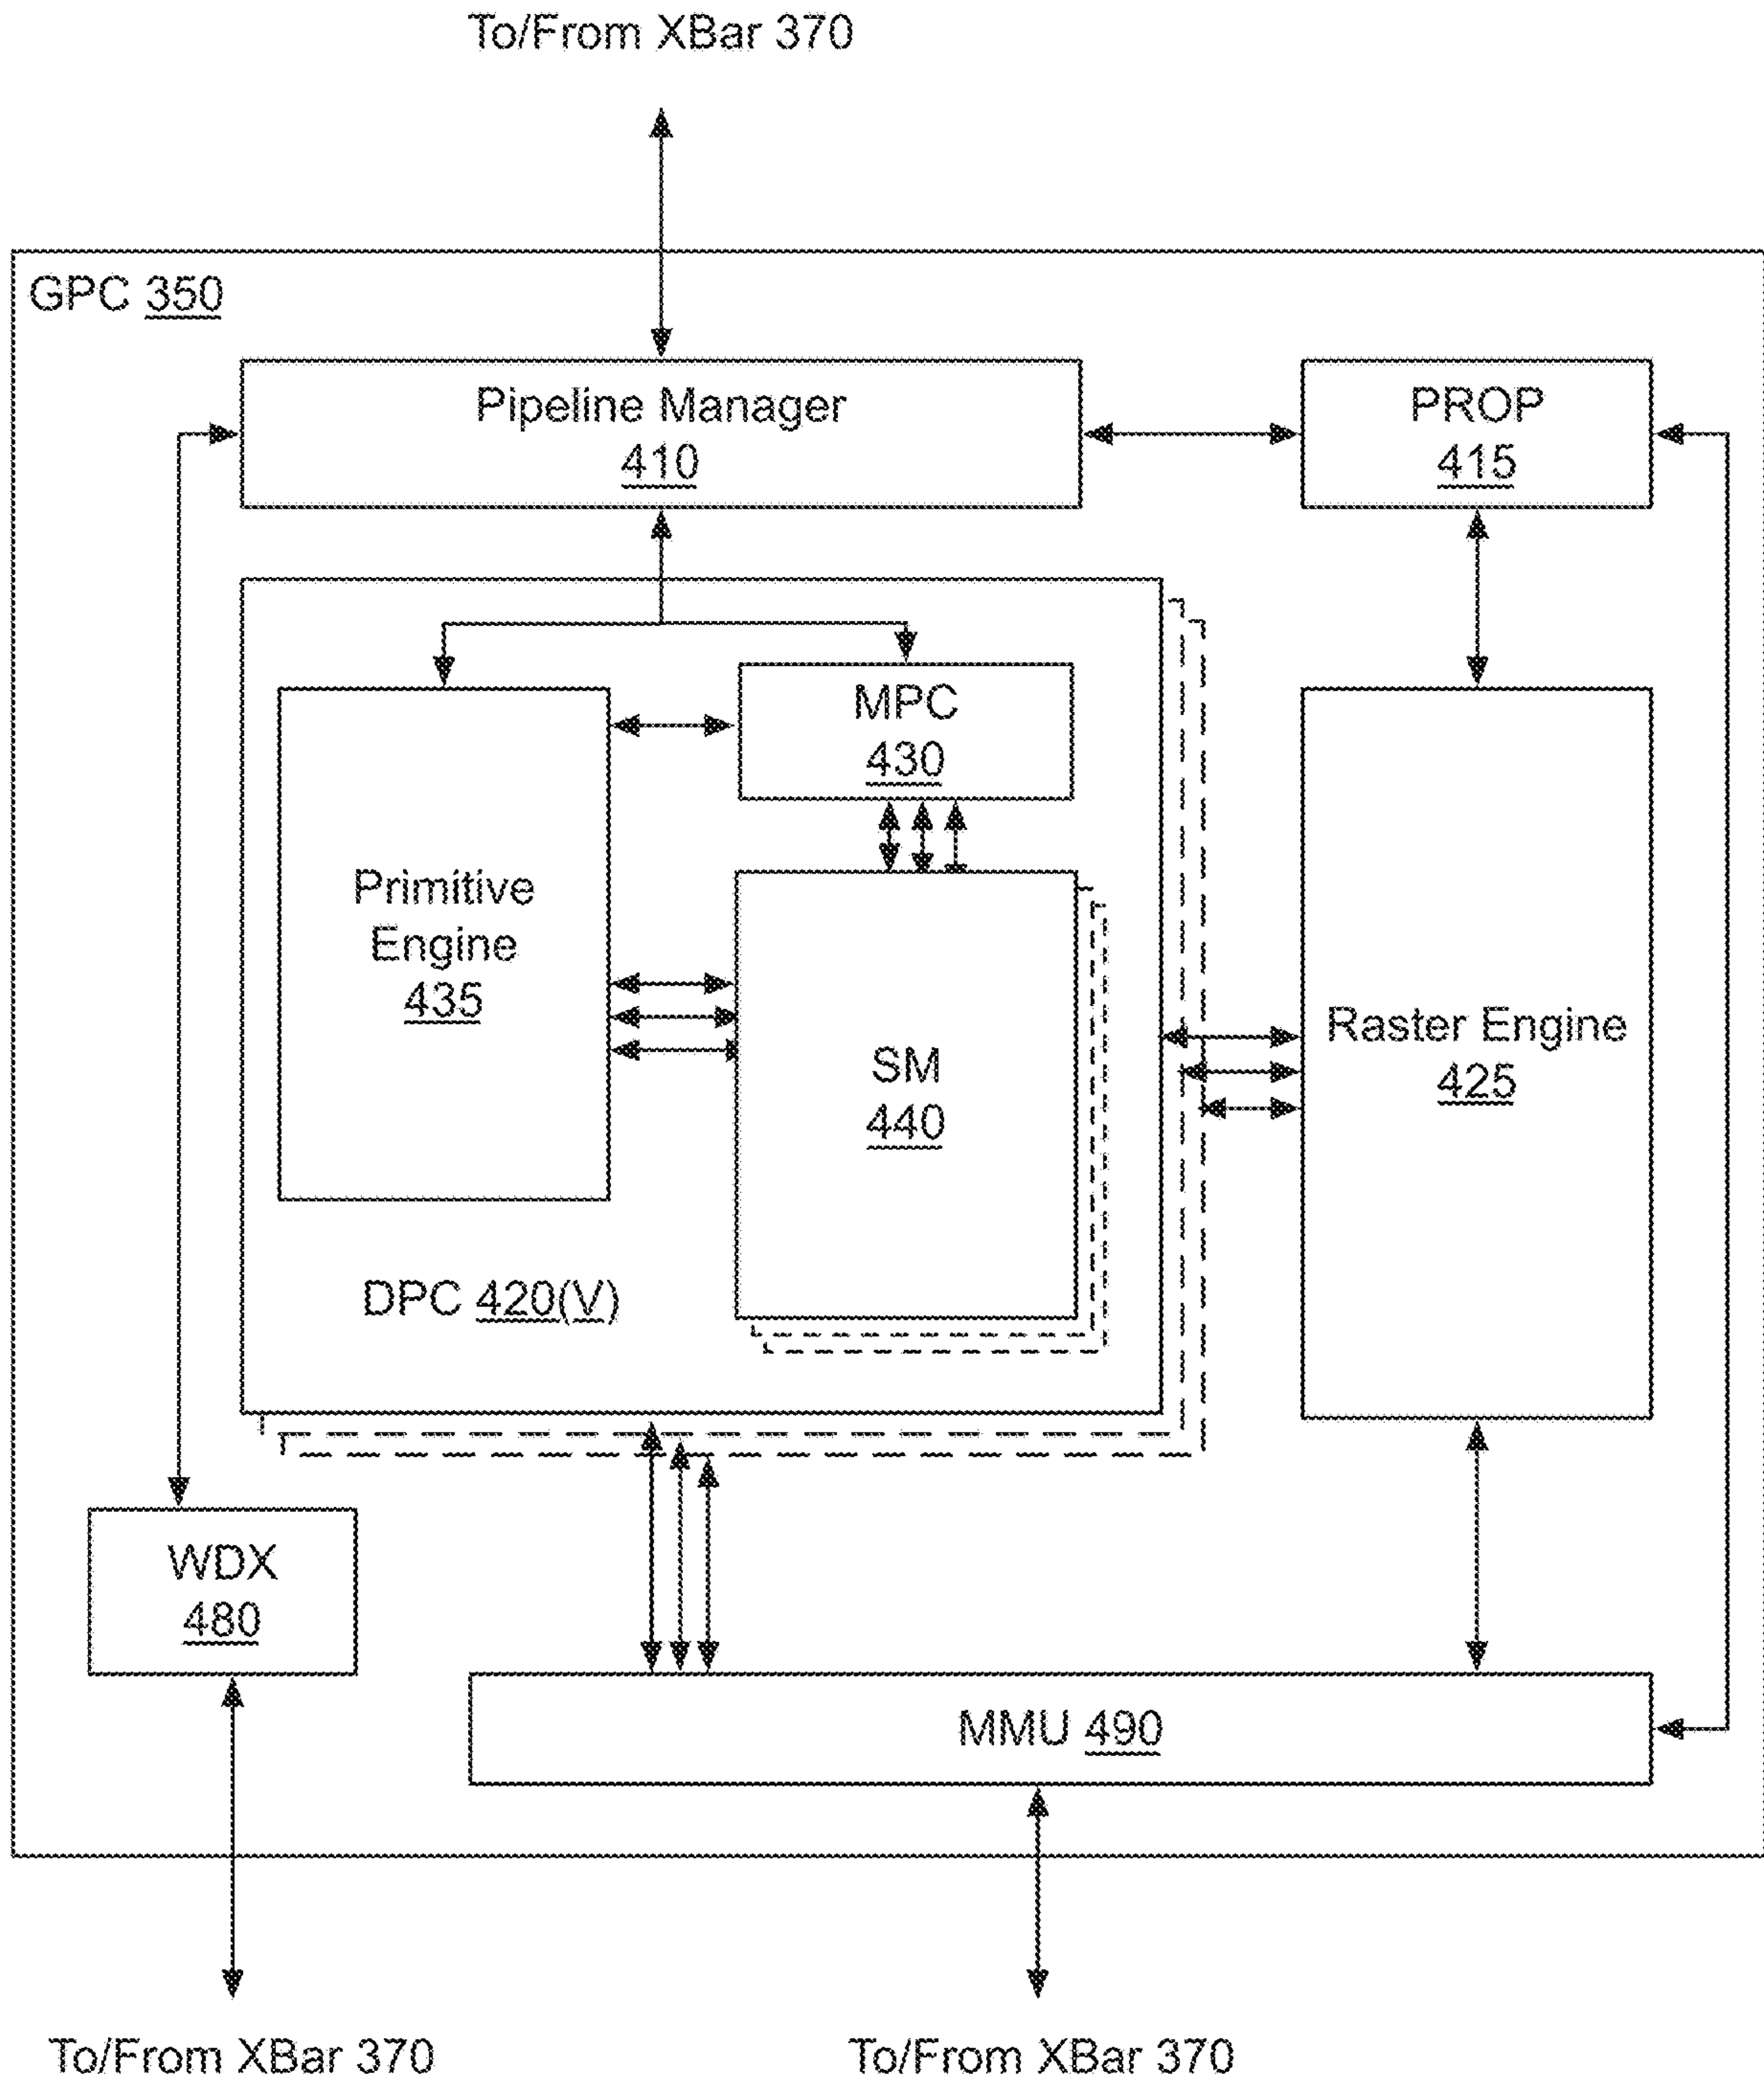 To/From XBar 370
GPC 350
Pipeline Manager
410
PROP
415
MPC
430
Primitive
Engine
435
SM
440
Raster Engine
425
DPC 420(V)
WDX
480
MMU 490
To/From XBar 370
To/From XBar 370